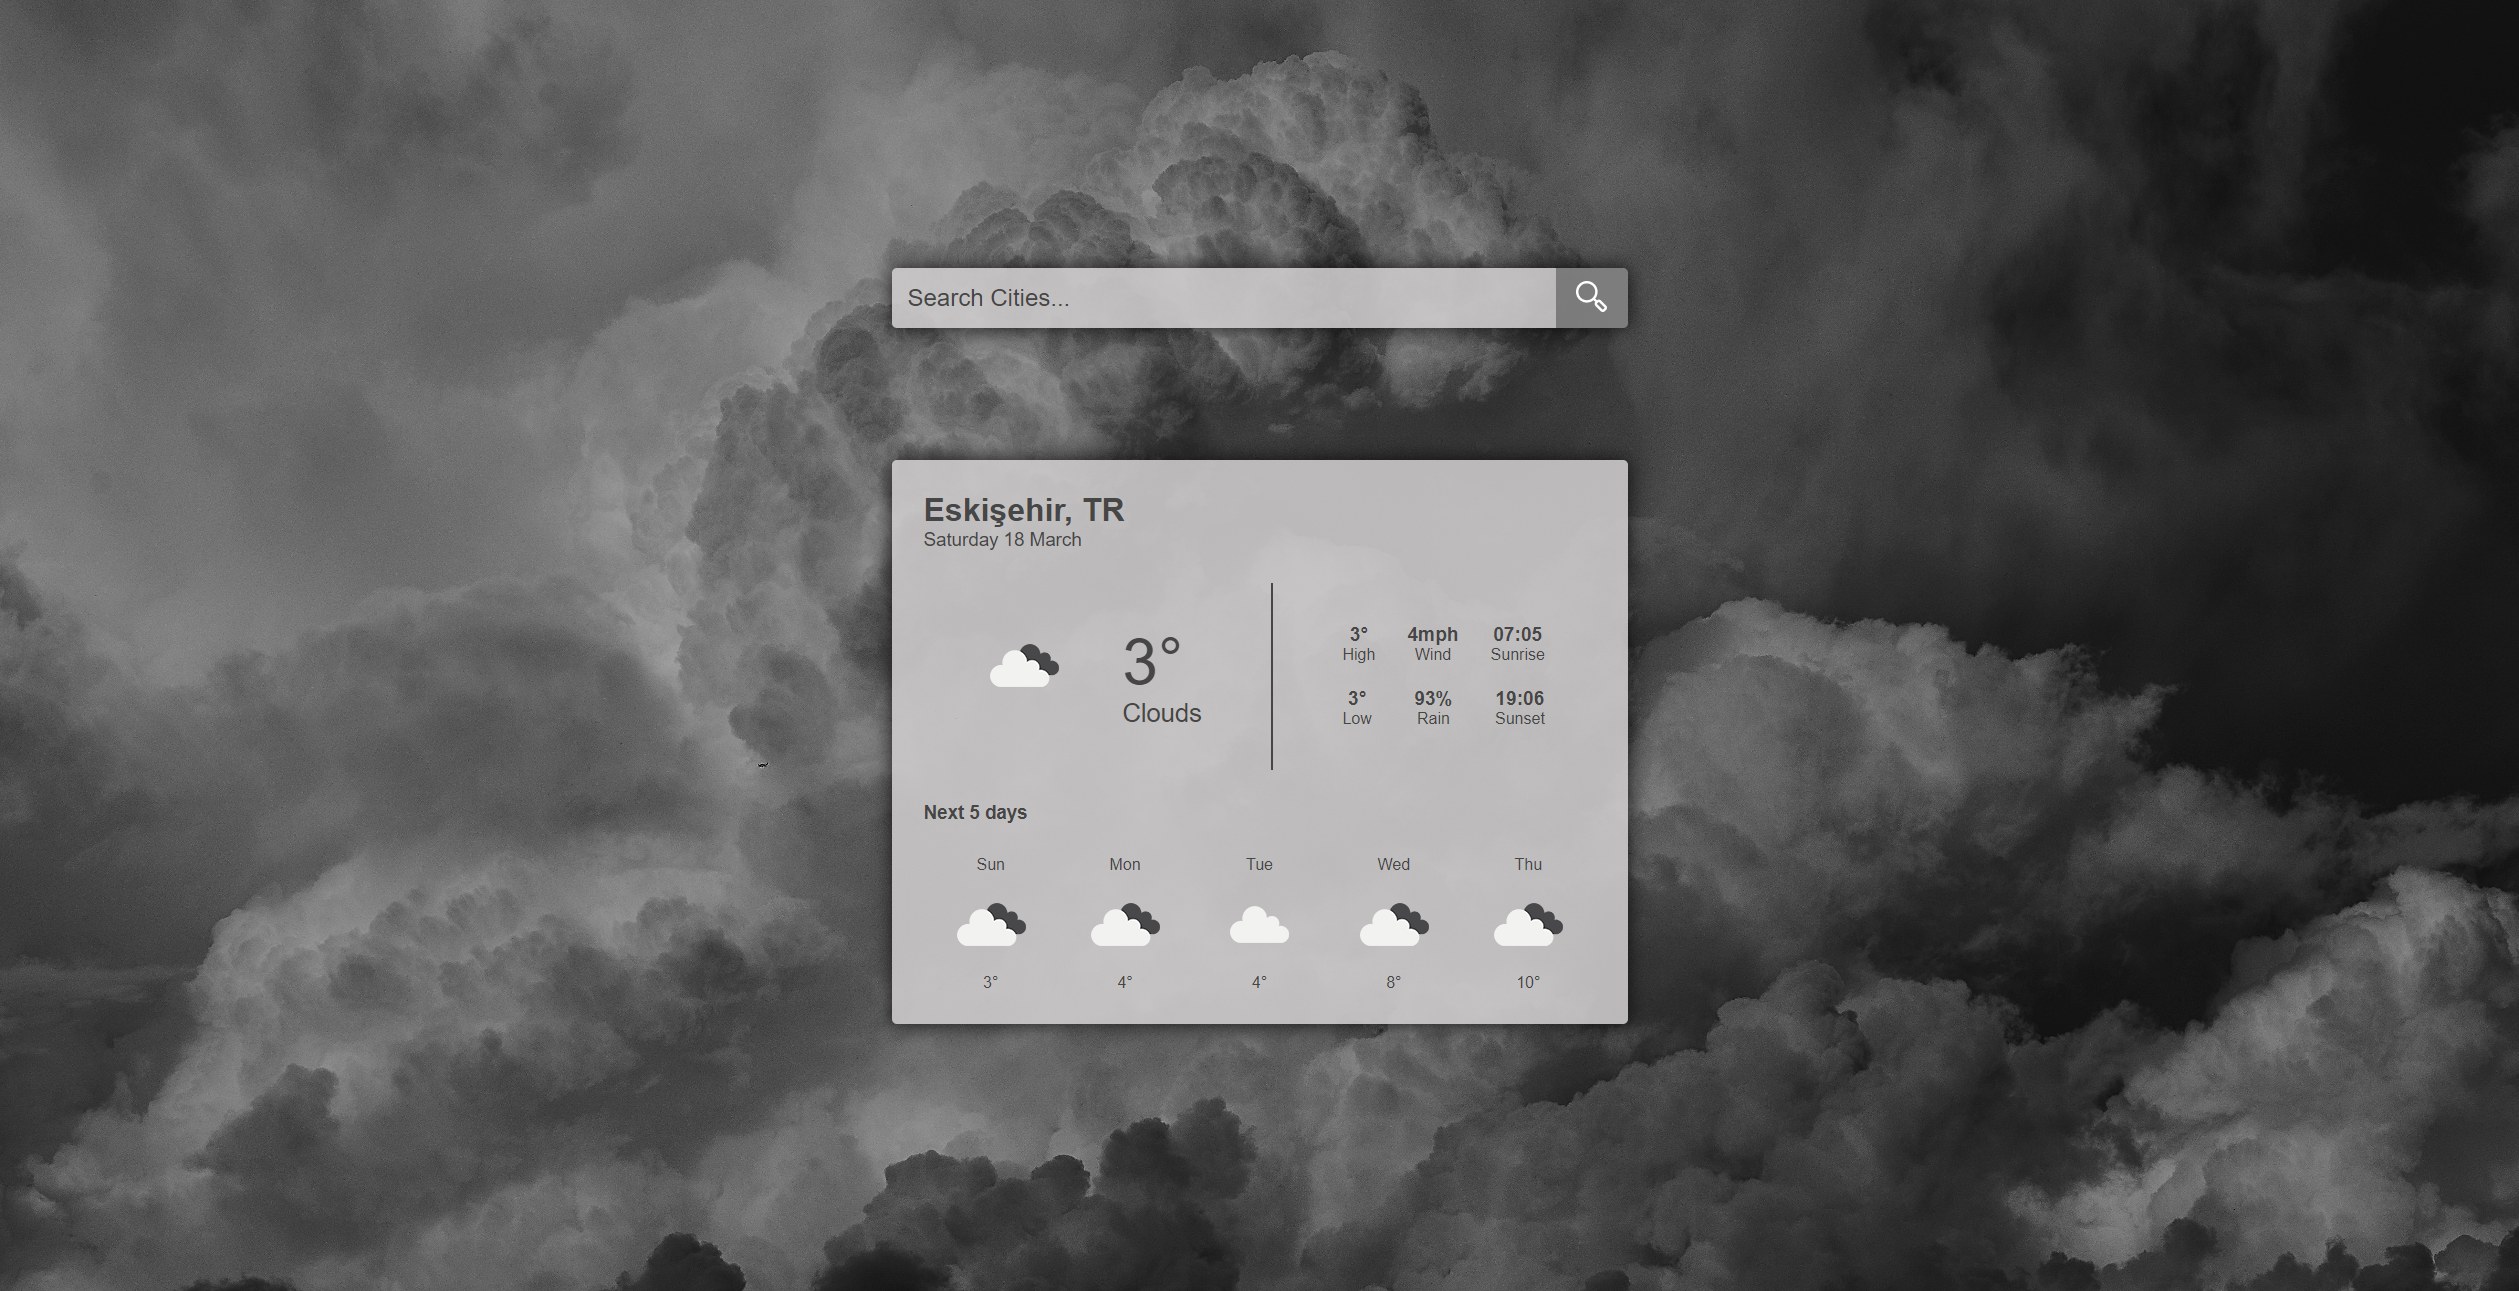 Search Cities...
Eskişehir, TR
Saturday 18 March
3°
Clouds
3° 4mph 07:05
High Wind Sunrise
3° 93% 19:06
Low Rain Sunset
Next 5 days
Sun Mon Tue Wed Thu
3° 4° 4° 8° 10°